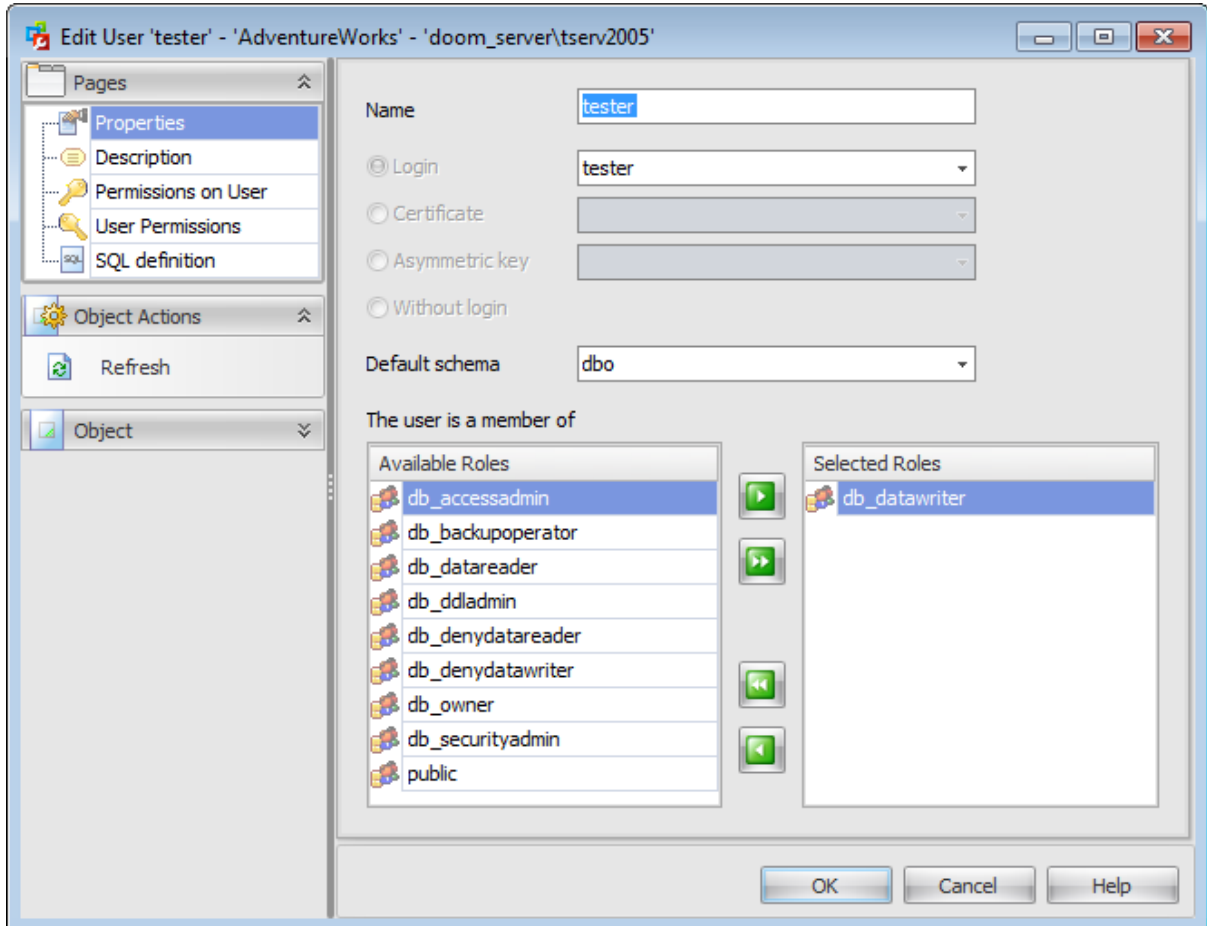 Edit User 'tester' - 'AdventureWorks' - 'doom_server\tserv2005'
Pages
Properties
Description
Permissions on User
User Permissions
SQL SQL definition
Object Actions
Refresh
Object
Name tester
Login tester
Certificate
Asymmetric key
Without login
Default schema dbo
The user is a member of
Available Roles
db_accessadmin
db_backupoperator
db_datareader
db_ddladmin
db_denydatareader
db_denydatawriter
db_owner
db_securityadmin
public
Selected Roles
db_datawriter
OK Cancel Help